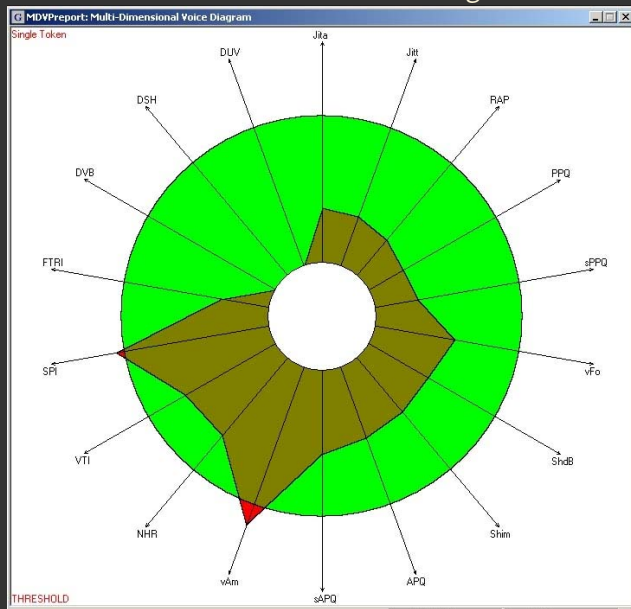 MDVPreport: Multi-Dimensional Voice Diagram
Single Token
Jita
Jitt
RAP
PPQ
sPPQ
vFo
ShdB
Shim
APQ
sAPQ
vAm
NHR
VTI
SPI
FTRI
DVB
DSH
DUV
THRESHOLD